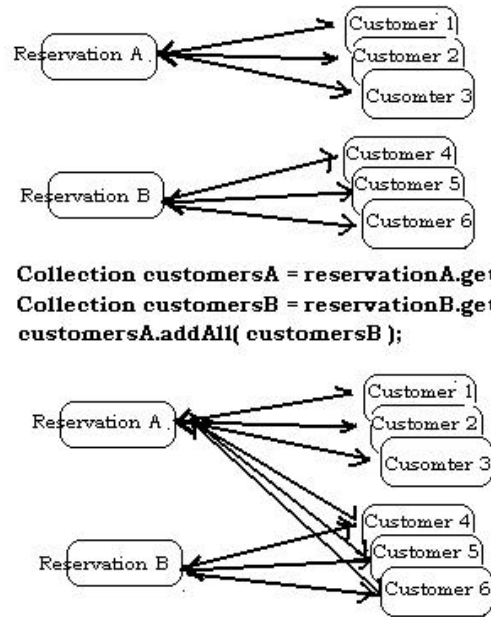 Customer 1
Reservation A
Customer 2
Cusomter 3
Customer 4
Reservation B
Customer 5
Customer 6
Collection customersA = reservationA.get
Collection customersB = reservationB.get
customersA.addAll( customersB );
Customer 1
Reservation A
Customer 2
Cusomter 3
Customer 4
Reservation B
Customer 5
Customer 6